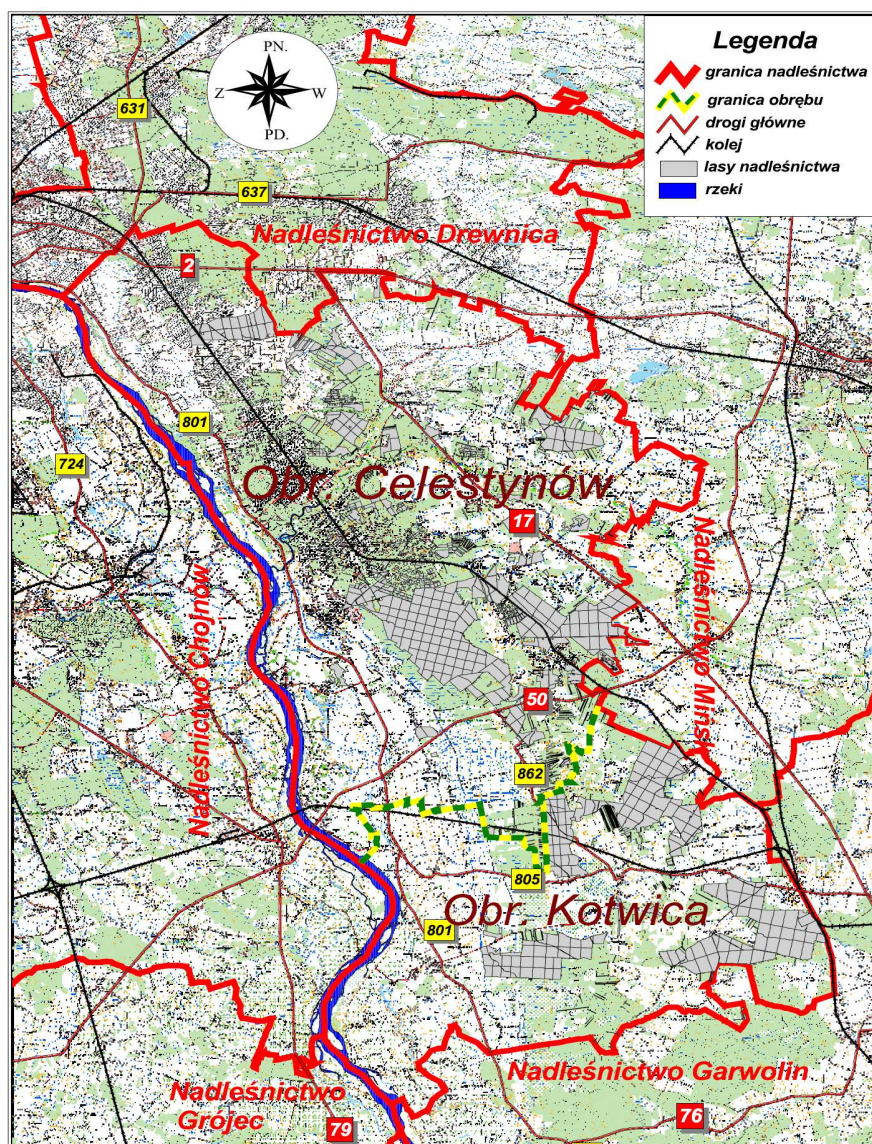 PN.
Z
W
PD.
Legenda
granica nadleśnictwa
granica obrębu
drogi główne
kolej
lasy nadleśnictwa
rzeki
631
637
Nadleśnictwo Drewnica
2
801
724
Obr. Celestynów
17
Nadleśnictwo Chojnów
Nadleśnictwo Mińsk
50
862
805
Obr. Kotwica
801
Nadleśnictwo Garwolin
Nadleśnictwo
Grójec
79
76